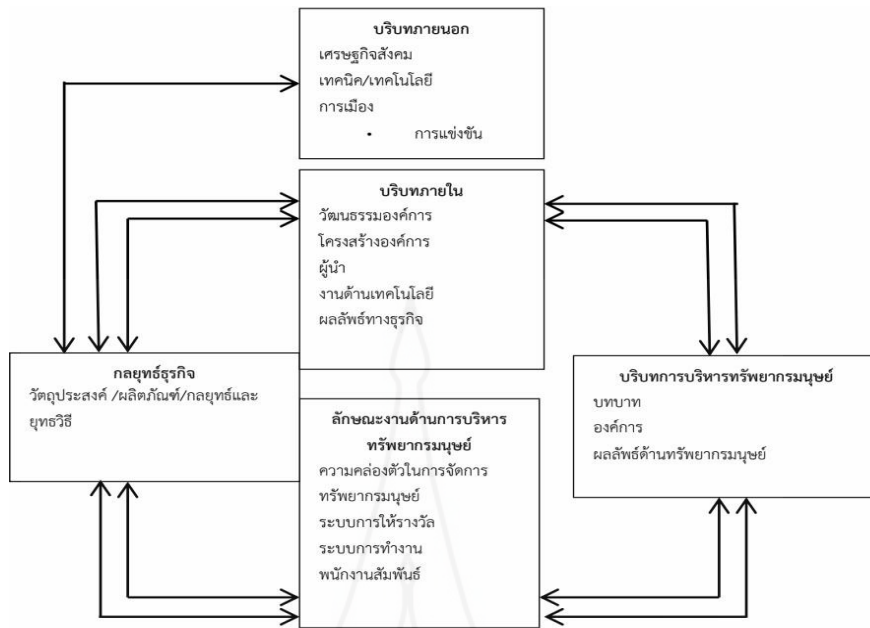 บริบทภายนอก
เศรษฐกิจสังคม
เทคนิค/เทคโนโลยี
การเมือง
• การแข่งขัน
บริบทภายใน
วัฒนธรรมองค์การ
โครงสร้างองค์การ
ผู้นำ
งานด้านเทคโนโลยี
ผลลัพธ์ทางธุรกิจ
กลยุทธ์ธุรกิจ
วัตถุประสงค์ /ผลิตภัณฑ์/กลยุทธ์และ
ยุทธวิธี
บริบทการบริหารทรัพยากรมนุษย์
บทบาท
องค์การ
ผลลัพธ์ด้านทรัพยากรมนุษย์
ลักษณะงานด้านการบริหาร
ทรัพยากรมนุษย์
ความคล่องตัวในการจัดการ
ทรัพยากรมนุษย์
ระบบการให้รางวัล
ระบบการทำงาน
พนักงานสัมพันธ์